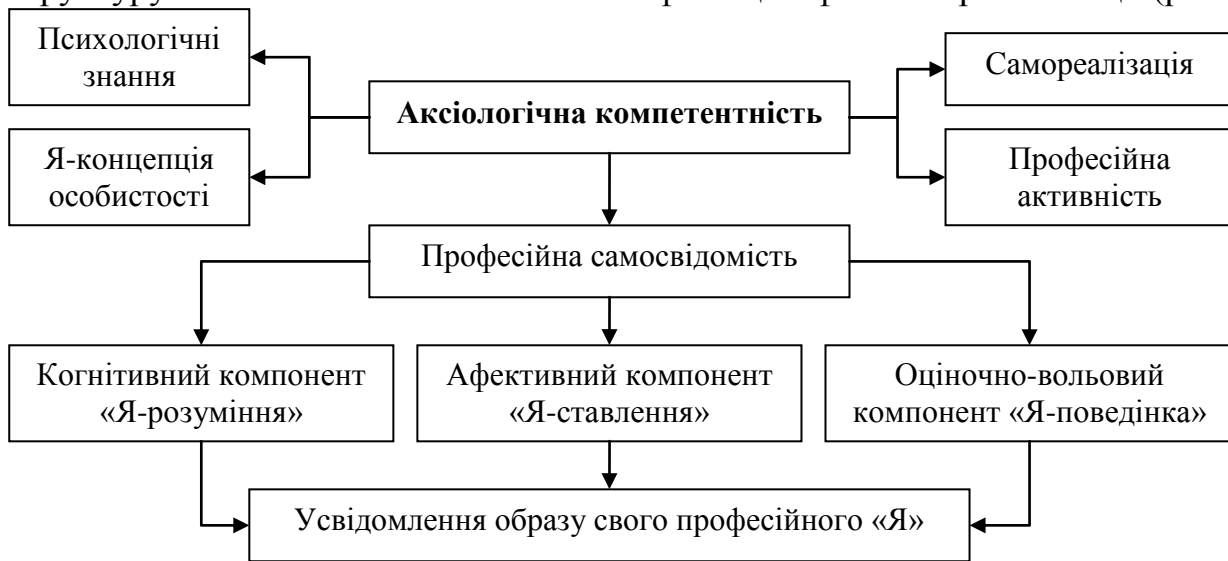 Психологічні
знання
Я-концепція
особистості
Аксіологічна компетентність
Самореалізація
Професійна
активність
Професійна самосвідомість
Когнітивний компонент
«Я-розуміння»
Афективний компонент
«Я-ставлення»
Оціночно-вольовий
компонент «Я-поведінка»
Усвідомлення образу свого професійного «Я»